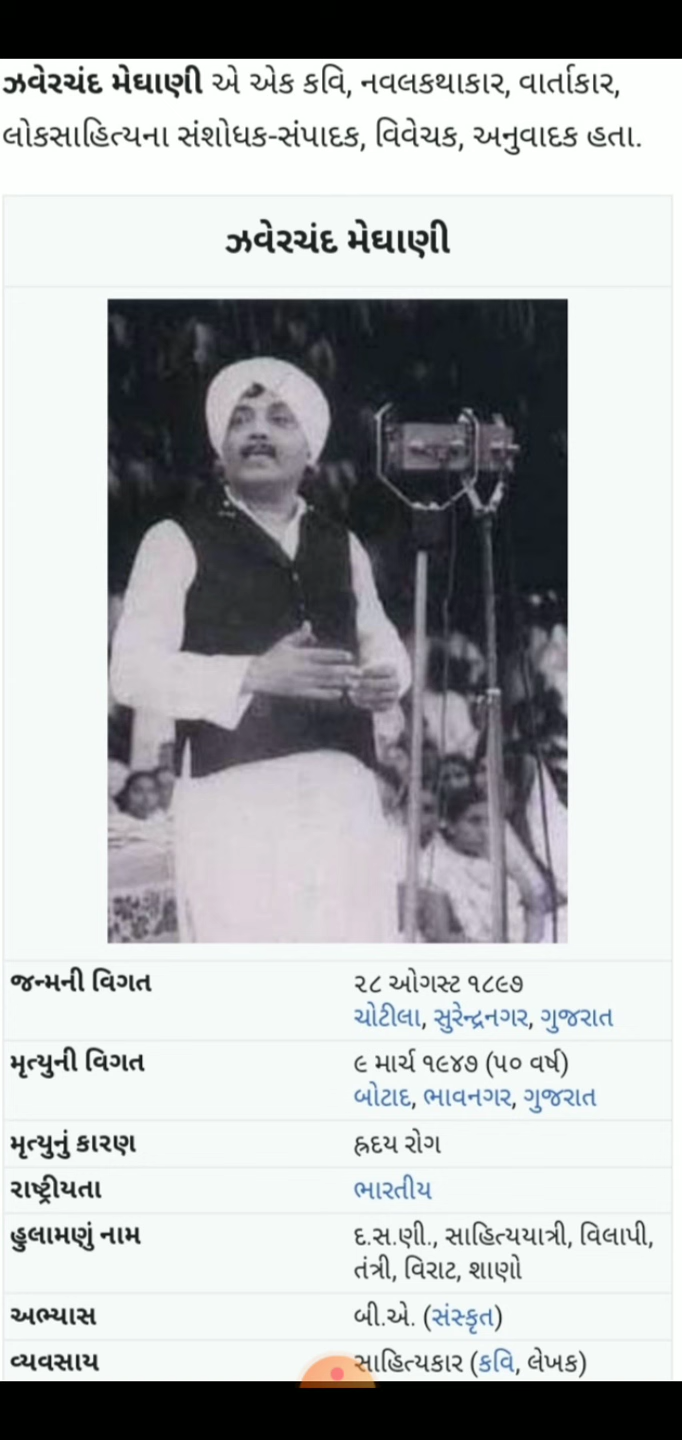 ઝવેરચંદ મેઘાણી એ એક કવિ, નવલકથાકાર, વાર્તાકાર,
લોકસાહિત્યના સંશોધક-સંપાદક, વિવેચક, અનુવાદક હતા.
ઝવેરચંદ મેઘાણી
જન્મની વિગત ૨૮ ઓગસ્ટ ૧૮૯૭
ચોટીલા, સુરેન્દ્રનગર, ગુજરાત
મૃત્યુની વિગત ૯ માર્ચ ૧૯૪૭ (૫૦ વર્ષ)
બોટાદ, ભાવનગર, ગુજરાત
મૃત્યુનું કારણ હ્રદય રોગ
રાષ્ટ્રીયતા ભારતીય
હુલામણું નામ દ.સ.ણી., સાહિત્યયાત્રી, વિલાપી,
તંત્રી, વિરાટ, શાણો
અભ્યાસ બી.એ. (સંસ્કૃત)
વ્યવસાય સાહિત્યકાર (કવિ, લેખક)